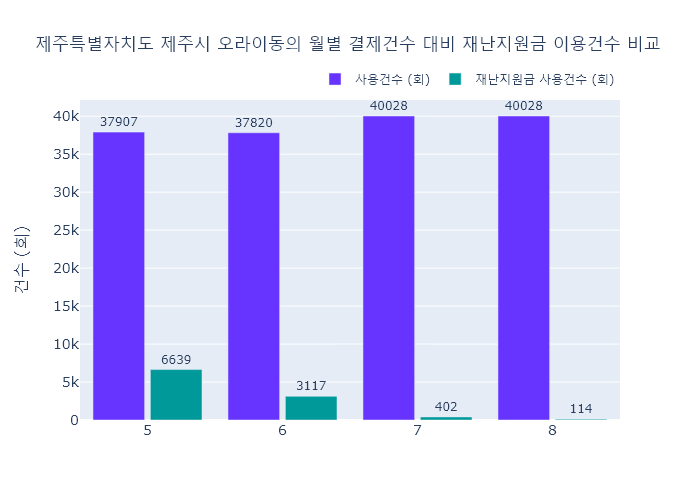 제주특별자치도 제주시 오라이동의 월별 결제건수 대비 재난지원금 이용건수 비교
사용건수 (회) 재난지원금 사용건수 (회)
40k
35k
30k
25k
20k
15k
10k
5k
0
건수 (회)
37907 37820 40028 40028
6639 3117 402 114
5 6 7 8